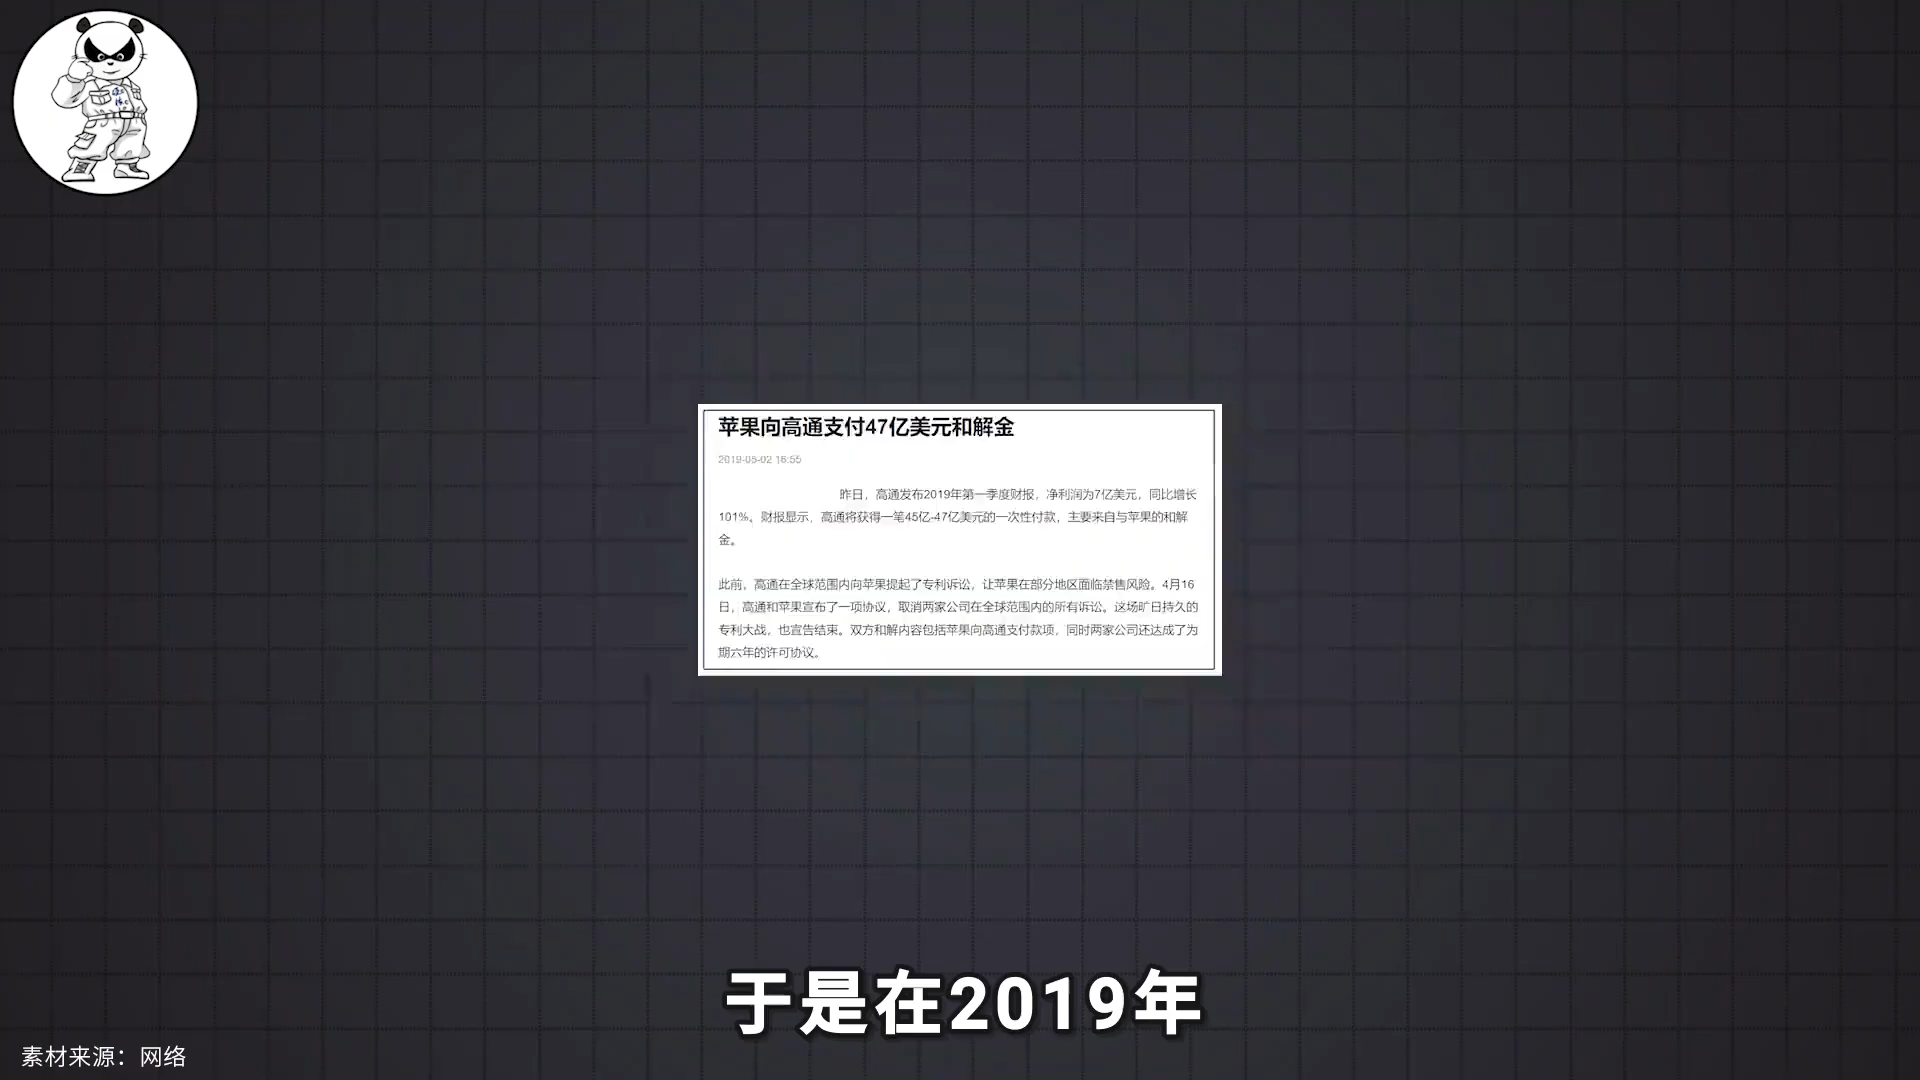 苹果向高通支付47亿美元和解金
2019-05-02 16:55
昨日，高通发布2019年第一季度财报，净利润为7亿美元，同比增长
101%。财报显示，高通将获得一笔45亿-47亿美元的一次性付款，主要来自与苹果的和解
金。
此前，高通在全球范围内向苹果提起了专利诉讼，让苹果在部分地区面临禁售风险。4月16
日，高通和苹果宣布了一项协议，取消两家公司在全球范围内的所有诉讼。这场旷日持久的
专利大战，也宣告结束。双方和解内容包括苹果向高通支付款项，同时两家公司还达成了为
期六年的许可协议。
于是在2019年
素材来源：网络